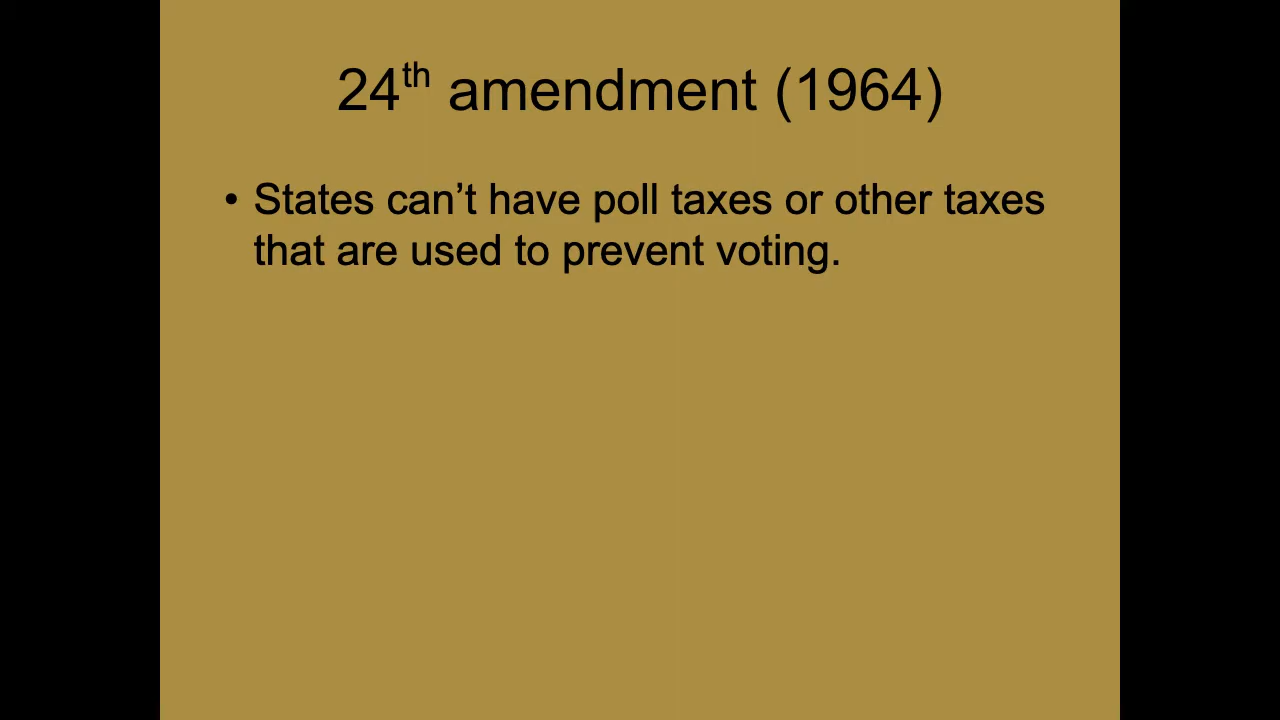 24th amendment (1964)
• States can’t have poll taxes or other taxes
that are used to prevent voting.